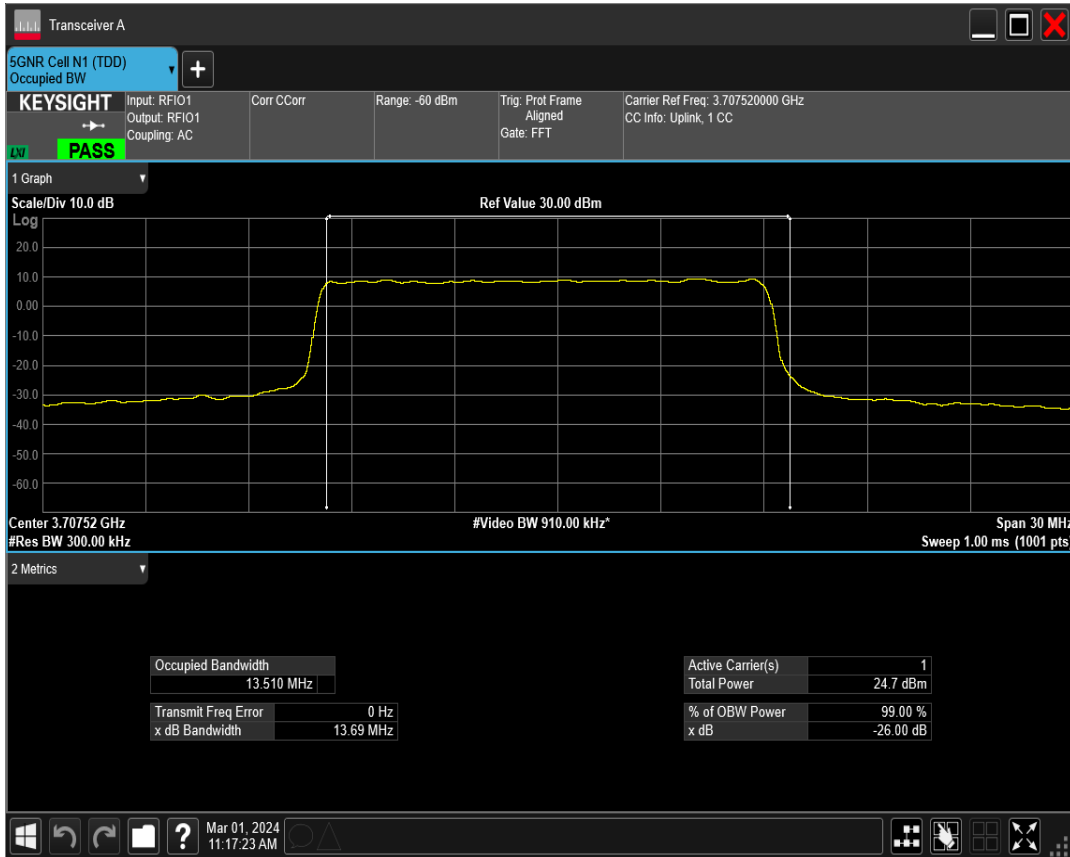 Transceiver A
5GNR Cell N1 (TDD)
Occupied BW
+
KEYSIGHT
LXI
PASS
Input: RFIO1
Output: RFIO1
Coupling: AC
Corr CCorr
Range: -60 dBm
Trig: Prot Frame
Aligned
Gate: FFT
Carrier Ref Freq: 3.707520000 GHz
CC Info: Uplink, 1 CC
1 Graph
Scale/Div 10.0 dB
Ref Value 30.00 dBm
Log
20.0
10.0
0.00
-10.0
-20.0
-30.0
-40.0
-50.0
-60.0
Center 3.70752 GHz
#Video BW 910.00 kHz*
Span 30 MHz
#Res BW 300.00 kHz
Sweep 1.00 ms (1001 pts)
2 Metrics
Occupied Bandwidth
13.510 MHz
Transmit Freq Error 0 Hz
x dB Bandwidth 13.69 MHz
Active Carrier(s) 1
Total Power 24.7 dBm
% of OBW Power 99.00 %
x dB -26.00 dB
?
Mar 01, 2024
11:17:23 AM